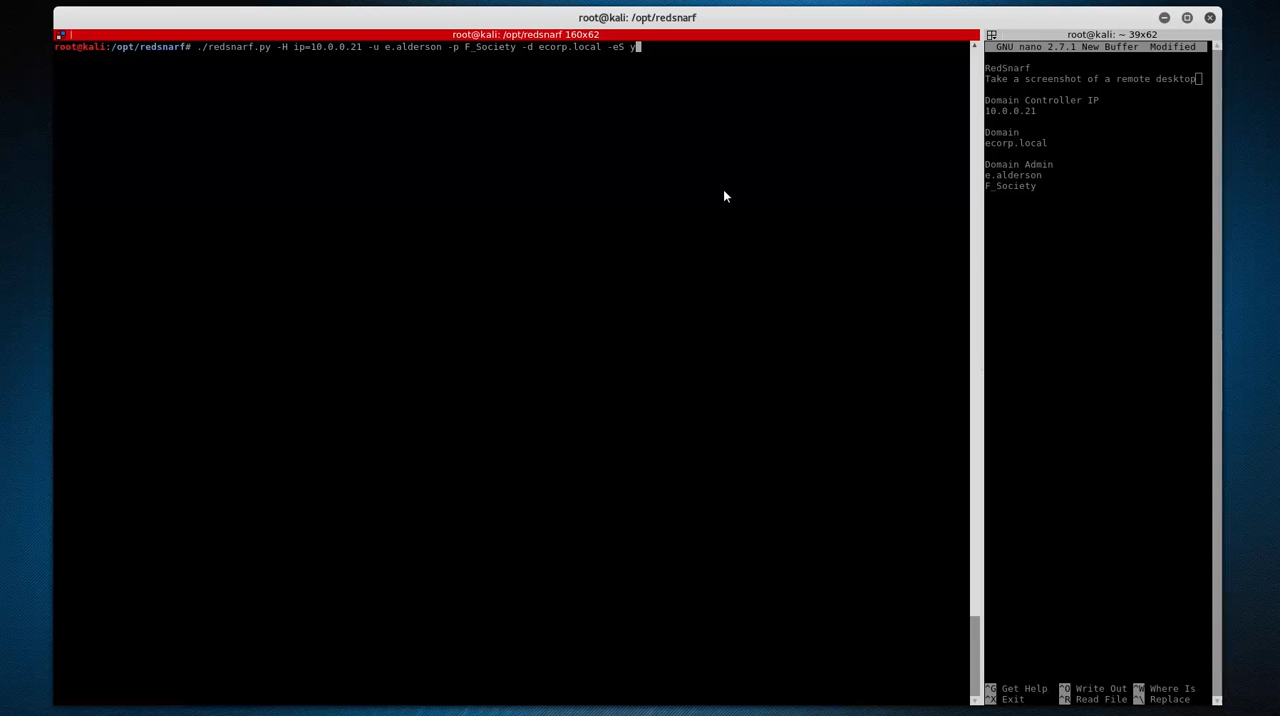 root@kali: /opt/redsnarf
root@kali: /opt/redsnarf 160x62
root@kali:/opt/redsnarf# ./redsnarf.py -H ip=10.0.0.21 -u e.alderson -p F_Society -d ecorp.local -eS y
root@kali: ~ 39x62
GNU nano 2.7.1 New Buffer Modified
RedSnarf
Take a screenshot of a remote desktop
Domain Controller IP
10.0.0.21
Domain
ecorp.local
Domain Admin
e.alderson
F_Society
^G Get Help ^O Write Out ^W Where Is
^X Exit ^R Read File ^\ Replace